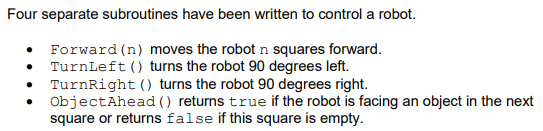 Four separate subroutines have been written to control a robot.
• Forward(n) moves the robot n squares forward.
• TurnLeft() turns the robot 90 degrees left.
• TurnRight() turns the robot 90 degrees right.
• ObjectAhead() returns true if the robot is facing an object in the next
square or returns false if this square is empty.